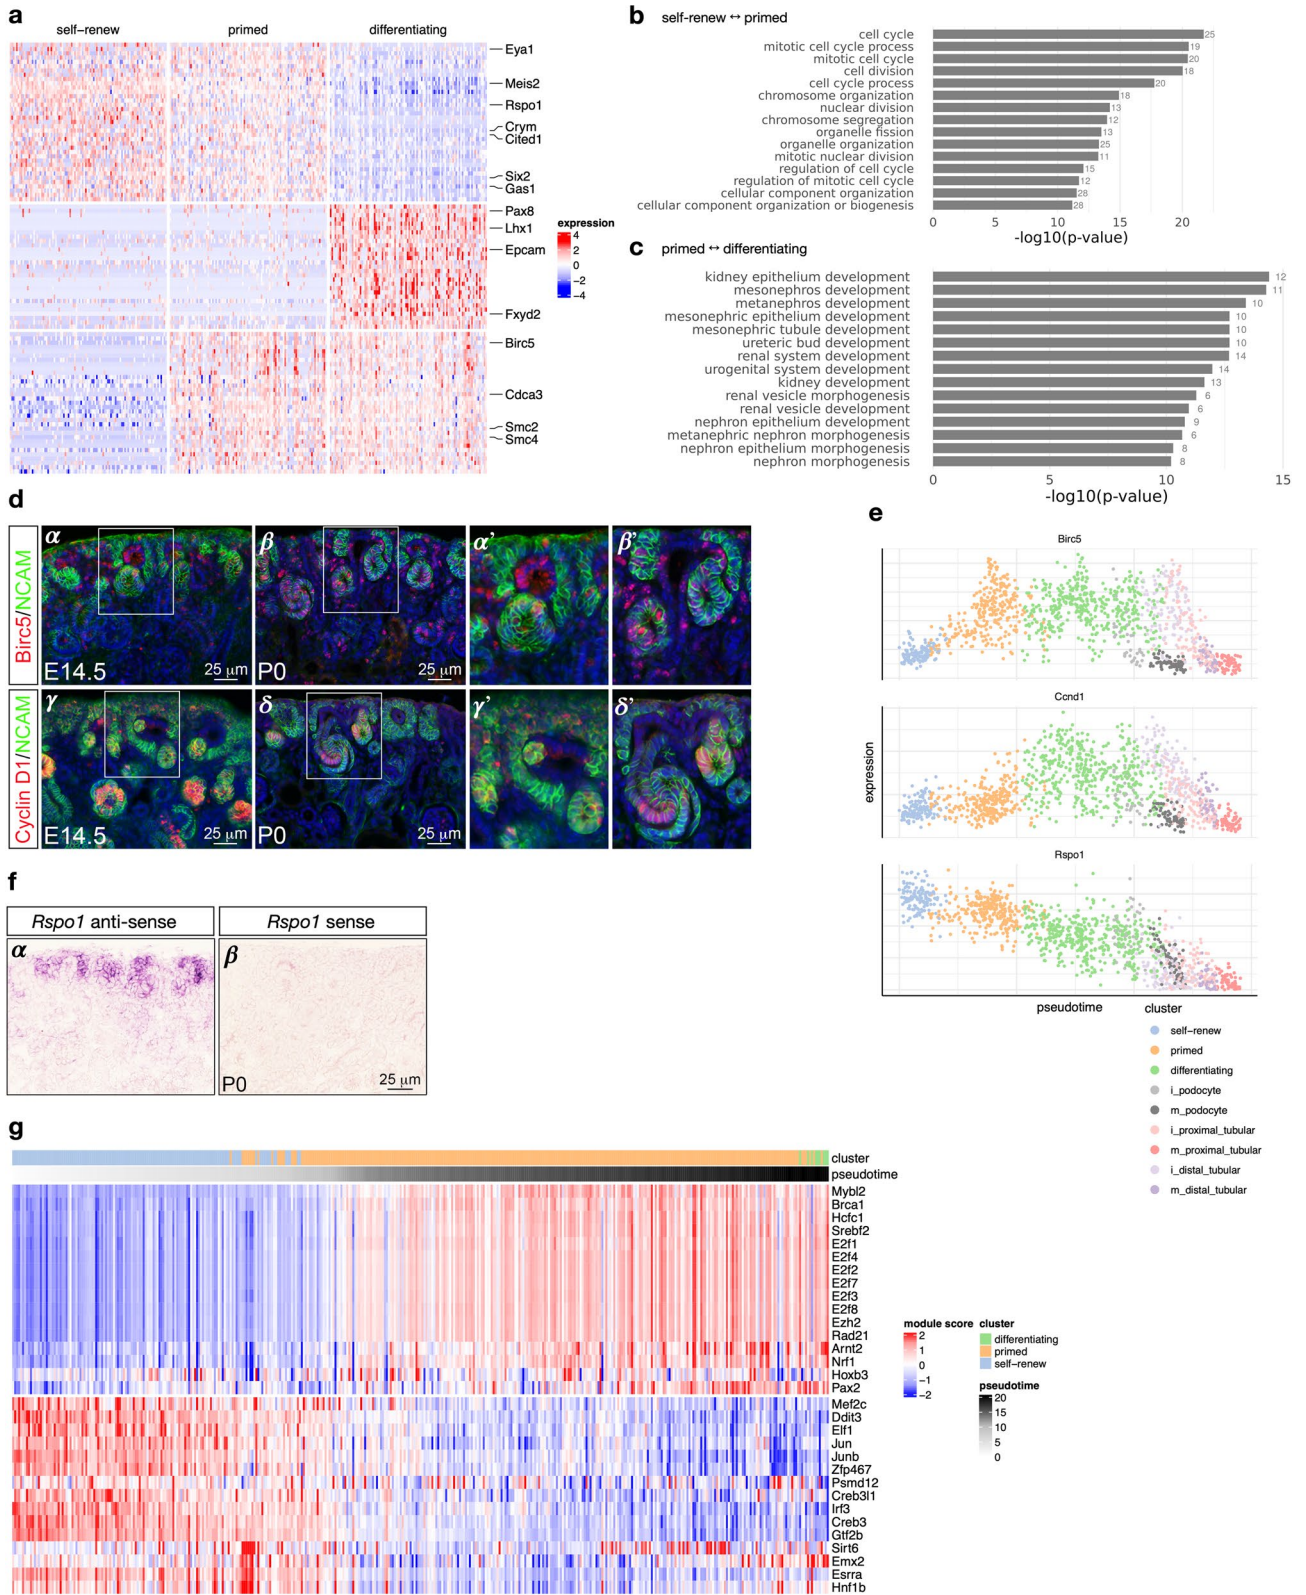 a
self-renew primed differentiating
Eya1
Meis2
Rspo1
Crym
Cited1
Six2
Gas1
Pax8
Lhx1
Epcam
Fxyd2
Birc5
Cdca3
Smc2
Smc4
expression
4
2
0
−2
−4
b self-renew ↔ primed
cell cycle 25
mitotic cell cycle process 19
mitotic cell cycle 20
cell division 18
cell cycle process 20
chromosome organization 18
nuclear division 13
chromosome segregation 12
organelle fission 13
organelle organization 25
mitotic nuclear division 11
regulation of cell cycle 15
regulation of mitotic cell cycle 12
cellular component organization 28
cellular component organization or biogenesis 28
0 5 10 15 20
-log10(p-value)
c primed ↔ differentiating
kidney epithelium development 12
mesonephros development 11
metanephros development 10
mesonephric epithelium development 10
mesonephric tubule development 10
ureteric bud development 10
renal system development 14
urogenital system development 14
kidney development 13
renal vesicle morphogenesis 6
renal vesicle development 6
nephron epithelium development 9
metanephric nephron morphogenesis 6
nephron epithelium morphogenesis 8
nephron morphogenesis 8
0 5 10 15
-log10(p-value)
d
Birc5/NCAM
α β α’ β’
E14.5 25 μm P0 25 μm
Cyclin D1/NCAM
γ δ γ’ δ’
E14.5 25 μm P0 25 μm
e
Birc5
Ccnd1
Rspo1
expression
pseudotime
cluster
self-renew
primed
differentiating
i_podocyte
m_podocyte
i_proximal_tubular
m_proximal_tubular
i_distal_tubular
m_distal_tubular
f
Rspo1 anti-sense Rspo1 sense
α β
P0 25 μm
g
cluster
pseudotime
Mybl2
Brca1
Hcfc1
Srebf2
E2f1
E2f4
E2f2
E2f7
E2f3
E2f8
Ezh2
Rad21
Arnt2
Nrf1
Hoxb3
Pax2
Mef2c
Ddit3
Elf1
Jun
Junb
Zfp467
Psmd12
Creb3l1
Irf3
Creb3
Gtf2b
Sirt6
Emx2
Esrra
Hnf1b
module score
2
1
0
−1
−2
cluster
differentiating
primed
self-renew
pseudotime
20
15
10
5
0